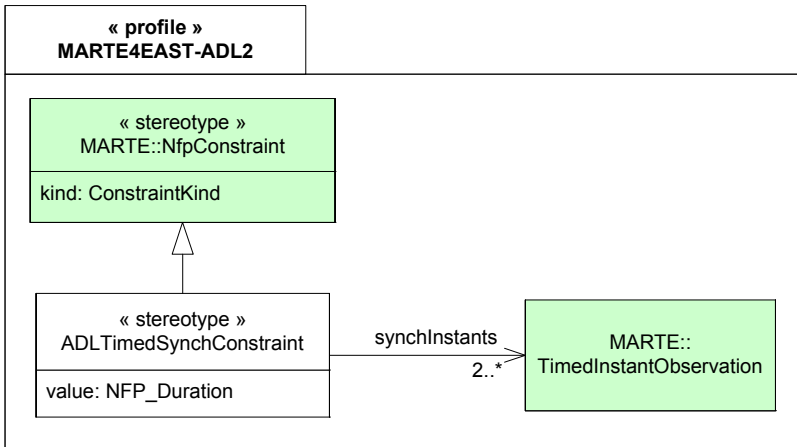 « profile »
MARTE4EAST-ADL2
« stereotype »
MARTE::NfpConstraint
kind: ConstraintKind
« stereotype »
ADLTimedSynchConstraint
value: NFP_Duration
synchInstants
2..*
MARTE::
TimedInstantObservation